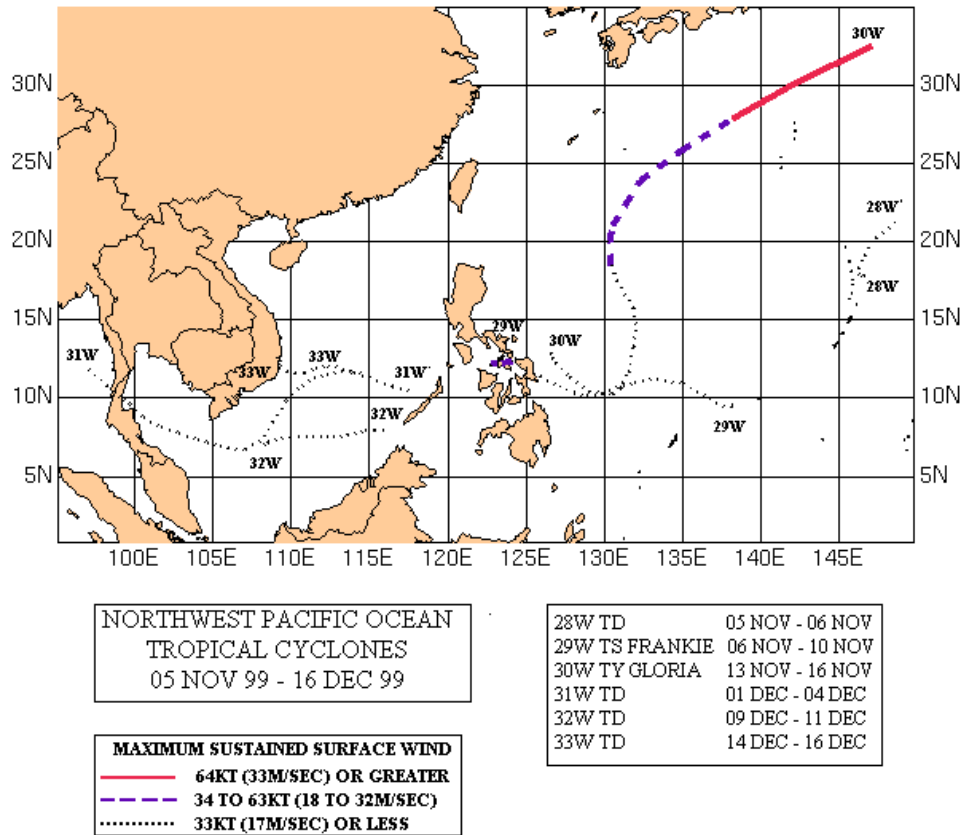 30W
30N
30N
25N
25N
28W
20N
20N
28W
15N
15N
29W
31W
33W
30W
33W
31W
10N
10N
32W
29W
32W
5N
5N
100E 105E 110E 115E 120E 125E 130E 135E 140E 145E
NORTHWEST PACIFIC OCEAN
TROPICAL CYCLONES
05 NOV 99 - 16 DEC 99
28W TD 05 NOV - 06 NOV
29W TS FRANKIE 06 NOV - 10 NOV
30W TY GLORIA 13 NOV - 16 NOV
31W TD 01 DEC - 04 DEC
32W TD 09 DEC - 11 DEC
33W TD 14 DEC - 16 DEC
MAXIMUM SUSTAINED SURFACE WIND
64KT (33M/SEC) OR GREATER
34 TO 63KT (18 TO 32M/SEC)
33KT (17M/SEC) OR LESS